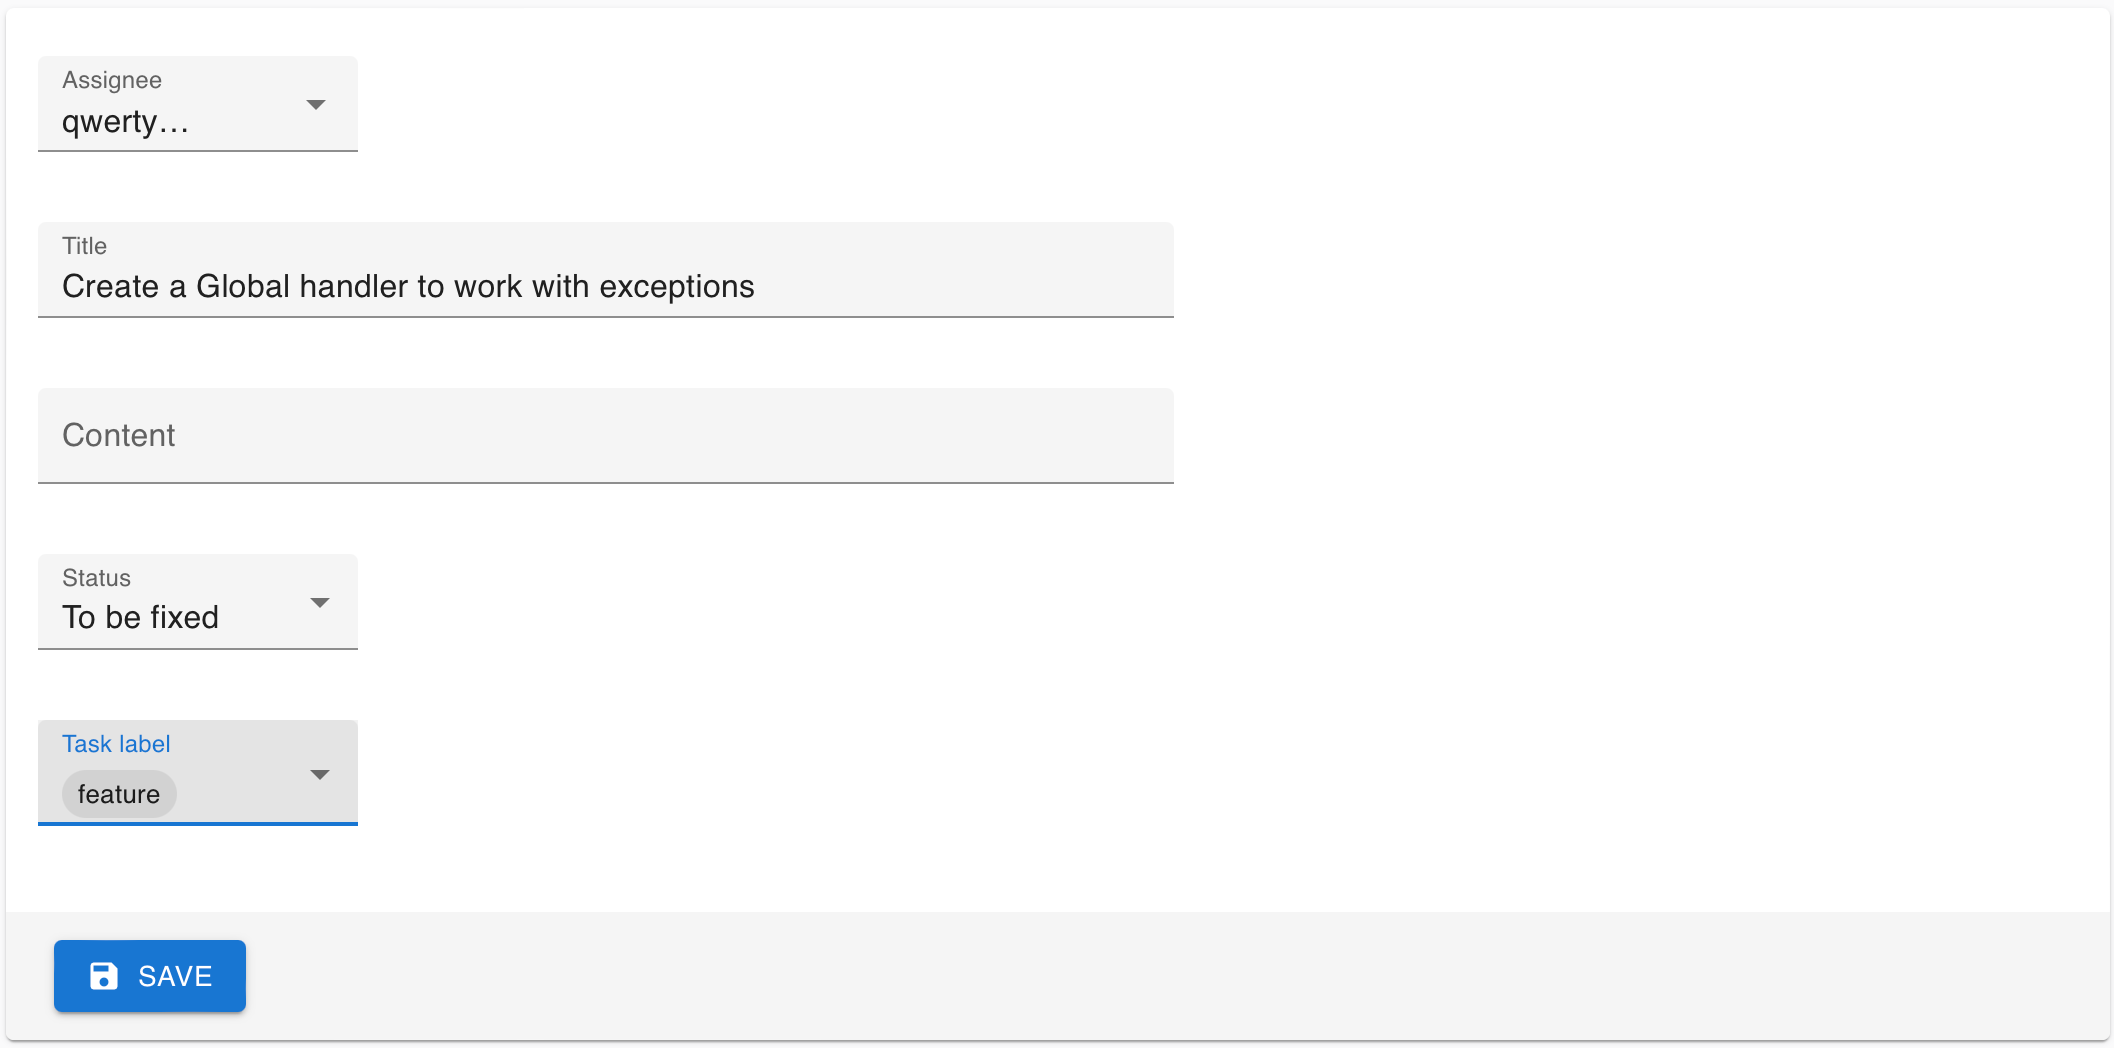 Assignee
qwerty...
Title
Create a Global handler to work with exceptions
Content
Status
To be fixed
Task label
feature
SAVE